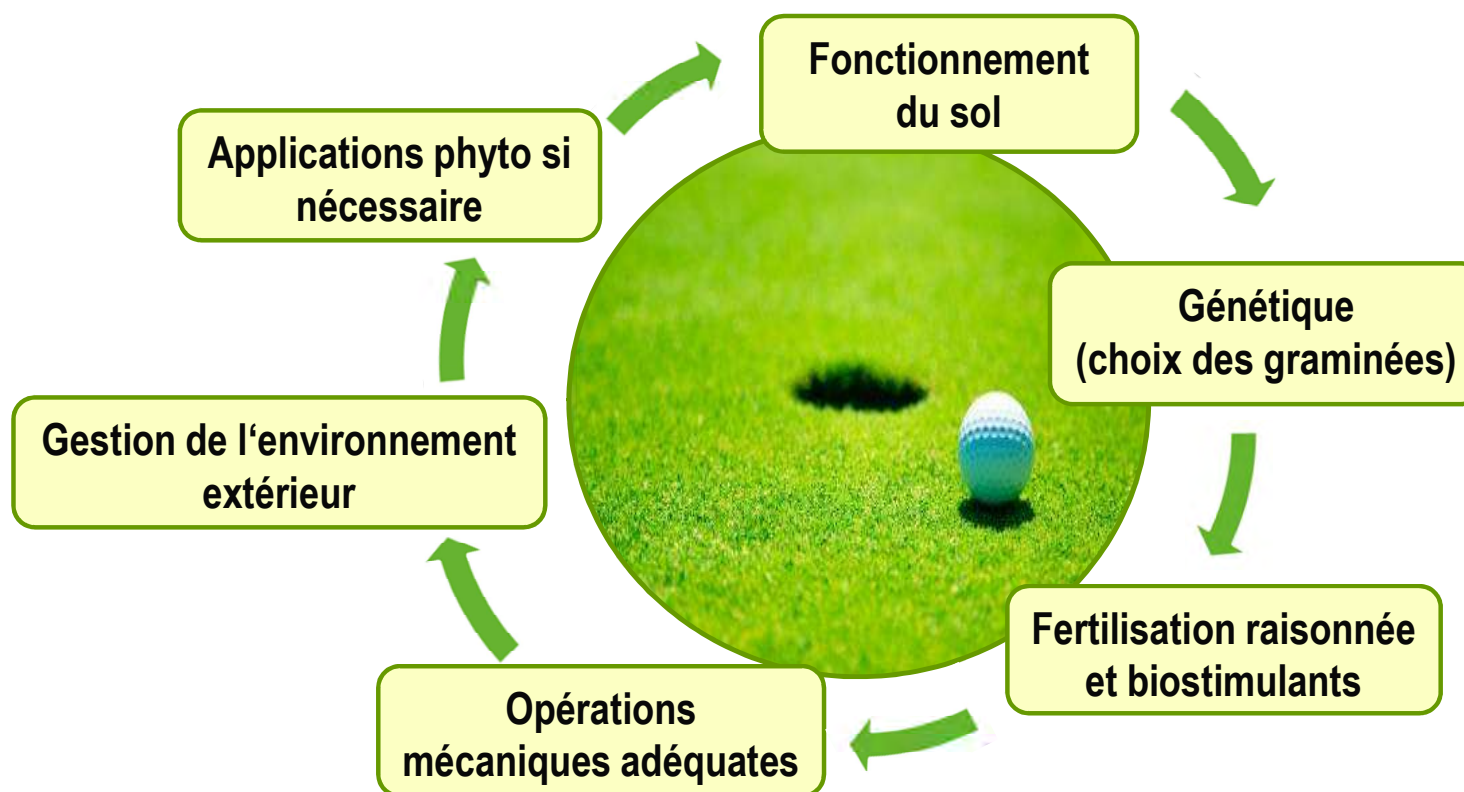 Fonctionnement
du sol
Génétique
(choix des graminées)
Fertilisation raisonnée
et biostimulants
Opérations
mécaniques adéquates
Gestion de l‘environnement
extérieur
Applications phyto si
nécessaire